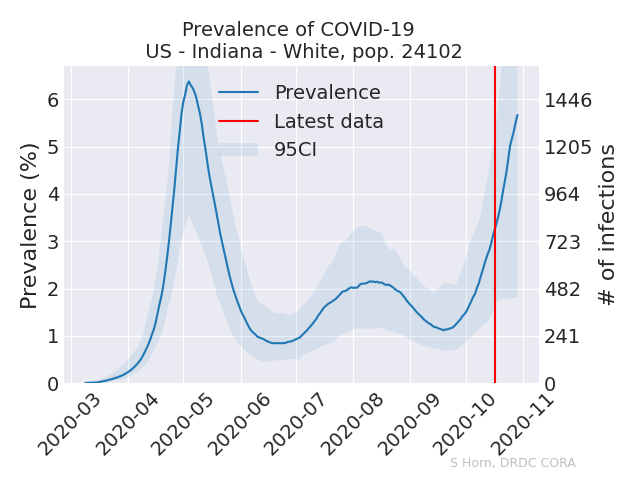 Prevalence of COVID-19
US - Indiana - White, pop. 24102
Prevalence
Latest data
95CI
Prevalence (%)
6
5
4
3
2
1
0
1446
1205
964
723
482
241
0
# of infections
2020-03
2020-04
2020-05
2020-06
2020-07
2020-08
2020-09
2020-10
2020-11
S Horn, DRDC CORA